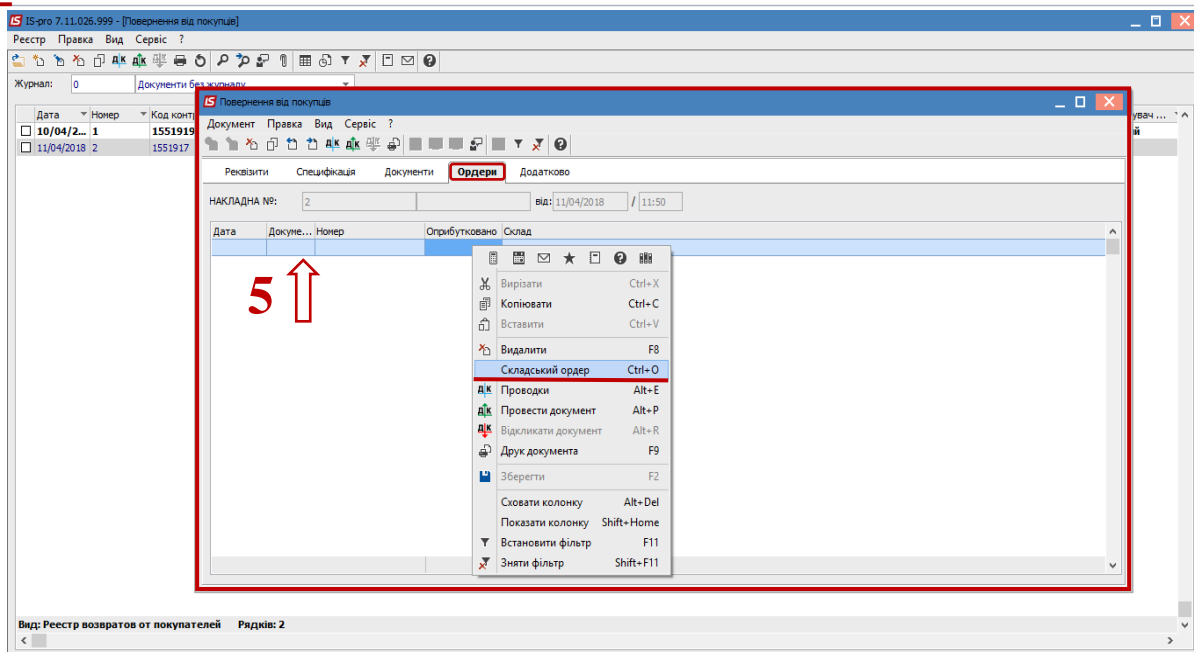 IS-pro 7.11.026.999 - [Повернення від покупців]
Реєстр Правка Вид Сервіс ?
Журнал: 0 Документи без журналу
Дата Номер Код конт
10/04/2... 1 1551919
11/04/2018 2 1551917
увач ...
ий
Повернення від покупців
Документ Правка Вид Сервіс ?
Реквізити Специфікація Документи Ордери Додатково
НАКЛАДНА №: 2 від: 11/04/2018 / 11:50
Дата Докуме... Номер Оприбутковано Склад
5
Вирізати Ctrl+X
Копіювати Ctrl+C
Вставити Ctrl+V
Видалити F8
Складський ордер Ctrl+O
Проводки Alt+E
Провести документ Alt+P
Відкликати документ Alt+R
Друк документа F9
Зберегти F2
Сховати колонку Alt+Del
Показати колонку Shift+Home
Встановити фільтр F11
Зняти фільтр Shift+F11
Вид: Реестр возвратов от покупателей Рядків: 2